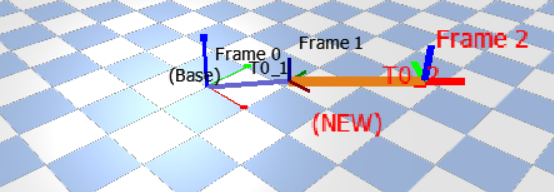 Frame 2
Frame 1
Frame 0
(Base)
T0_1
T0_2
(NEW)